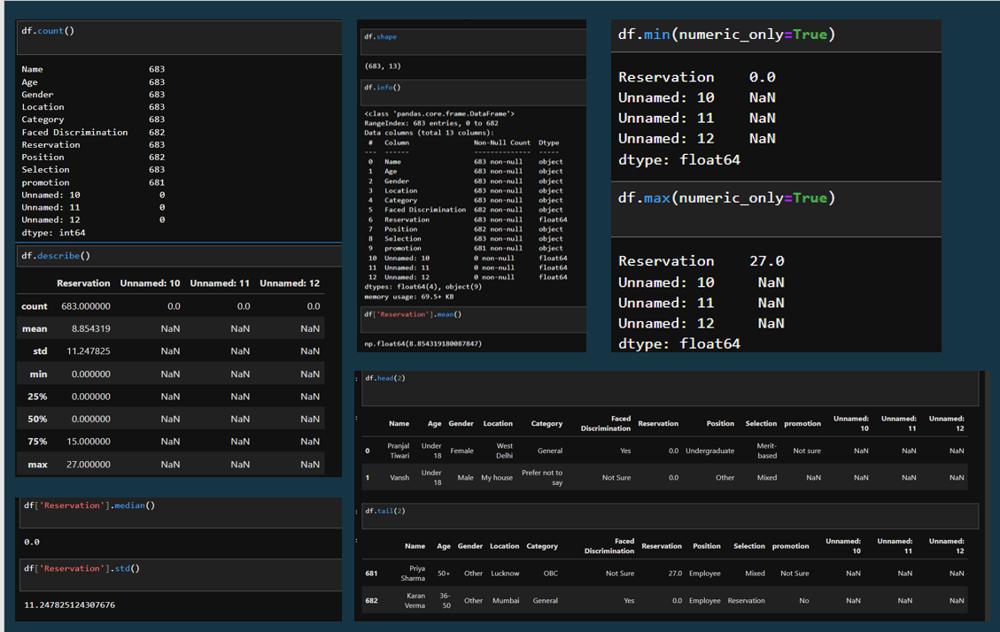 df.count()
Name 683
Age 683
Gender 683
Location 683
Category 683
Faced Discrimination 682
Reservation 683
Position 682
Selection 683
promotion 681
Unnamed: 10 0
Unnamed: 11 0
Unnamed: 12 0
dtype: int64
df.describe()
Reservation Unnamed: 10 Unnamed: 11 Unnamed: 12
count 683.000000 0.0 0.0 0.0
mean 8.854319 NaN NaN NaN
std 11.247825 NaN NaN NaN
min 0.000000 NaN NaN NaN
25% 0.000000 NaN NaN NaN
50% 0.000000 NaN NaN NaN
75% 15.000000 NaN NaN NaN
max 27.000000 NaN NaN NaN
df['Reservation'].median()
0.0
df['Reservation'].std()
11.247825124307676
df.shape
(683, 13)
df.info()
<class 'pandas.core.frame.DataFrame'>
RangeIndex: 683 entries, 0 to 682
Data columns (total 13 columns):
# Column Non-Null Count Dtype
--- ------ -------------- -----
0 Name 683 non-null object
1 Age 683 non-null object
2 Gender 683 non-null object
3 Location 683 non-null object
4 Category 683 non-null object
5 Faced Discrimination 682 non-null object
6 Reservation 683 non-null float64
7 Position 682 non-null object
8 Selection 683 non-null object
9 promotion 681 non-null object
10 Unnamed: 10 0 non-null float64
11 Unnamed: 11 0 non-null float64
12 Unnamed: 12 0 non-null float64
dtypes: float64(4), object(9)
memory usage: 69.5+ KB
df['Reservation'].mean()
np.float64(8.854319180087847)
df.min(numeric_only=True)
Reservation 0.0
Unnamed: 10 NaN
Unnamed: 11 NaN
Unnamed: 12 NaN
dtype: float64
df.max(numeric_only=True)
Reservation 27.0
Unnamed: 10 NaN
Unnamed: 11 NaN
Unnamed: 12 NaN
dtype: float64
: df.head(2)
:
Name Age Gender Location Category Faced Discrimination Reservation Position Selection promotion Unnamed: 10 Unnamed: 11 Unnamed: 12
0 Pranjal Tiwari Under 18 Female West Delhi General Yes 0.0 Undergraduate Merit-based Not sure NaN NaN NaN
1 Vansh Under 18 Male My house Prefer not to say Not Sure 0.0 Other Mixed NaN NaN NaN NaN
: df.tail(2)
:
Name Age Gender Location Category Faced Discrimination Reservation Position Selection promotion Unnamed: 10 Unnamed: 11 Unnamed: 12
681 Priya Sharma 50+ Other Lucknow OBC Not Sure 27.0 Employee Mixed Not Sure NaN NaN NaN
682 Karan Verma 36-50 Other Mumbai General Yes 0.0 Employee Reservation No NaN NaN NaN